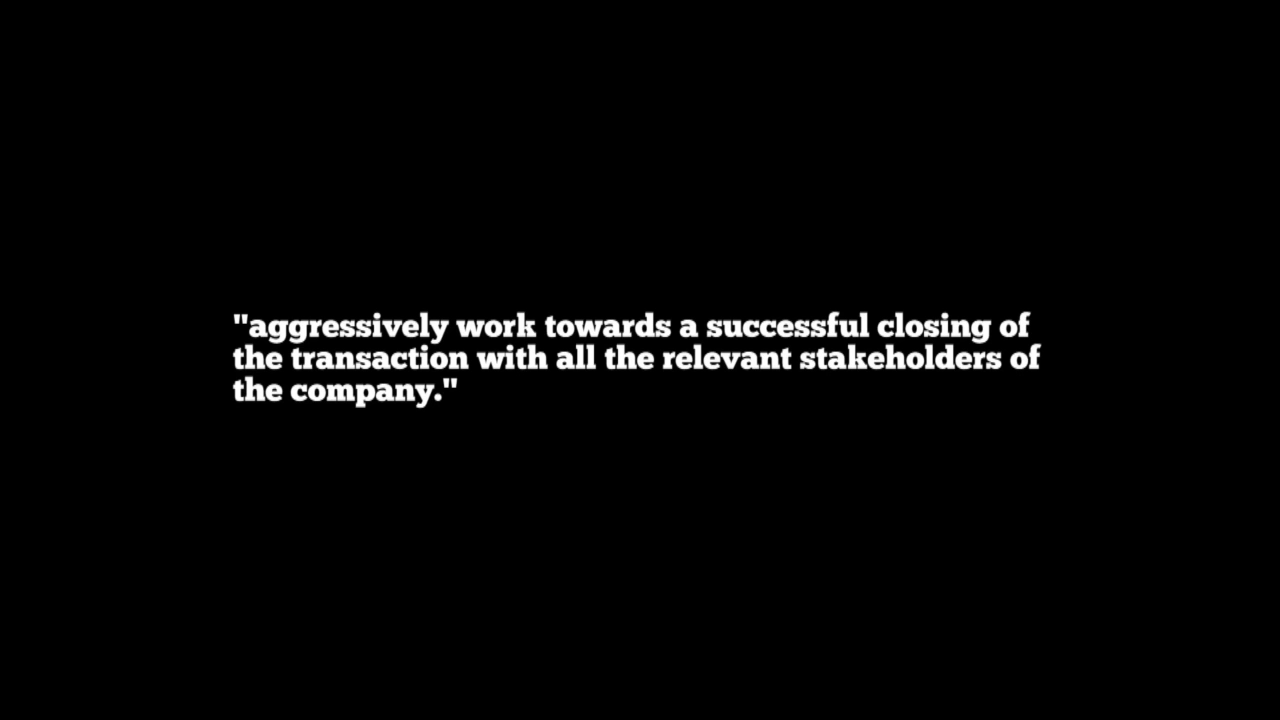 "aggressively work towards a successful closing of
the transaction with all the relevant stakeholders of
the company."